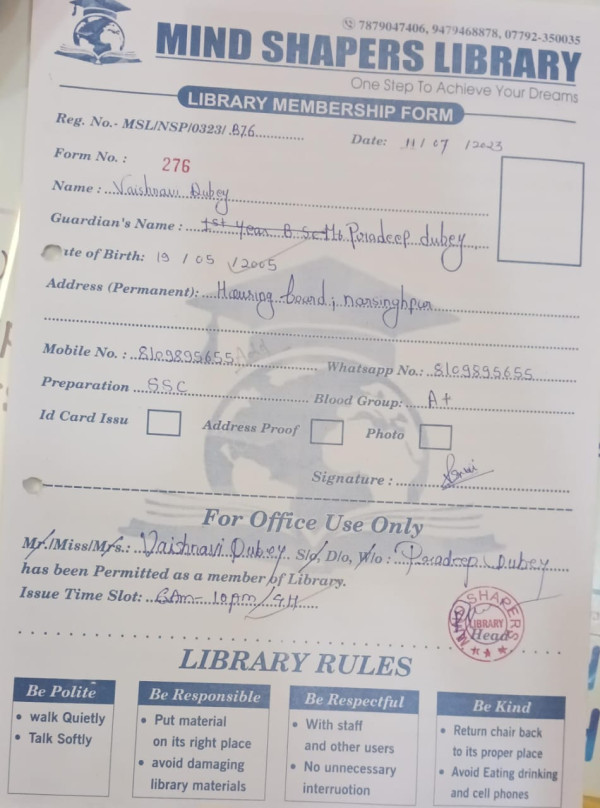 7879047406, 9479468878, 07792-350035
MIND SHAPERS LIBRARY
One Step To Achieve Your Dreams
LIBRARY MEMBERSHIP FORM
Reg. No.- MSL/NSP/0323/ B76
Date: 11 / 07 /2023
Form No. : 276
Name : Vaishnavi Dubey
Guardian's Name : 1st Year B Sc Mr. Paradeep dubey
te of Birth: 19 / 05 /2005
Address (Permanent): Housing board, narsinghpur
Mobile No. : 8109895655 Whatsapp No.: 8109895655
Preparation SSC Blood Group: A+
Id Card Issu Address Proof Photo
Signature :
For Office Use Only
Mr./Miss/Mrs.: Vaishnavi Dubey S/o, D/o, W/o : Paradeep Dubey
has been Permitted as a member of Library.
Issue Time Slot: 6Am - 10pm / 4H
MIND SHAPERS
LIBRARY
Head
LIBRARY RULES
Be Polite
• walk Quietly
• Talk Softly
Be Responsible
• Put material
on its right place
• avoid damaging
library materials
Be Respectful
• With staff
and other users
• No unnecessary
interruotion
Be Kind
• Return chair back
to its proper place
• Avoid Eating drinking
and cell phones